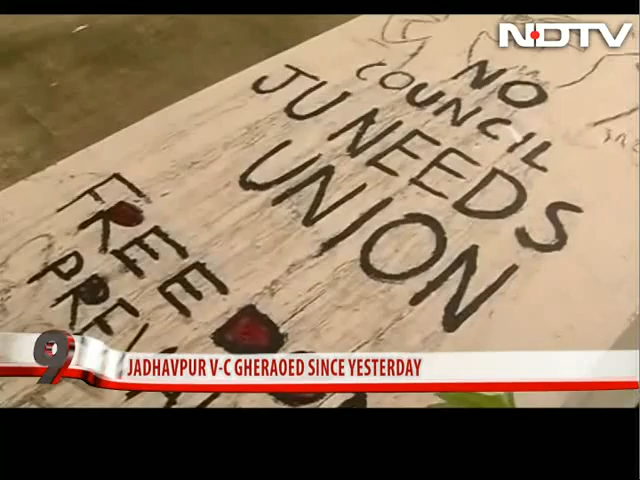 NDTV
NO
COUNCIL
JU NEEDS
UNION
FREE
9
JADHAVPUR V-C GHERAOED SINCE YESTERDAY